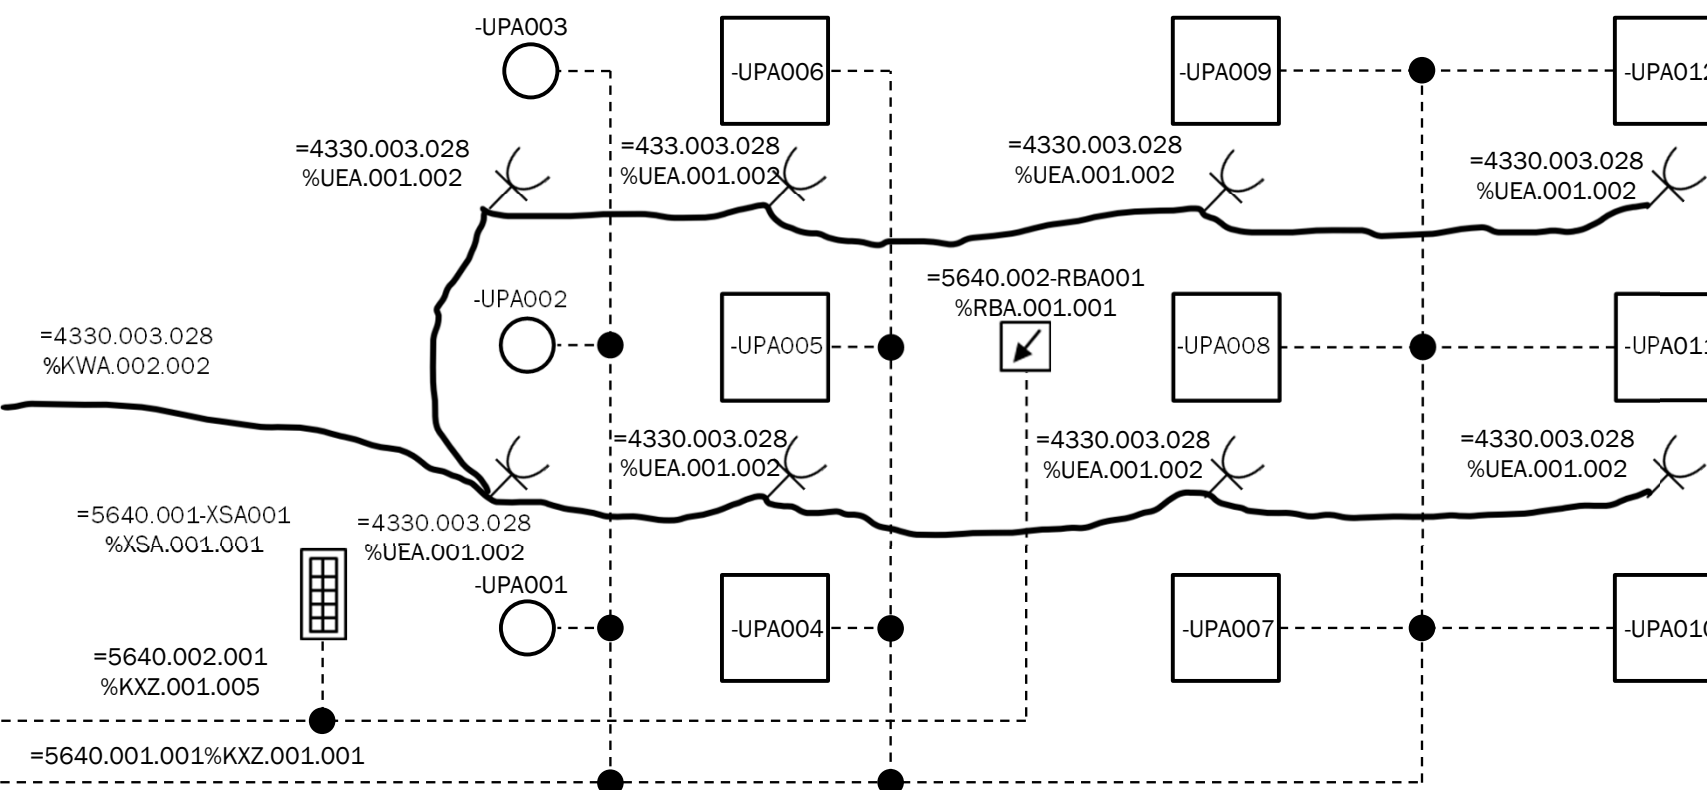 -UPA003
-UPA006
-UPA009
-UPA012
=4330.003.028
%UEA.001.002
=433.003.028
%UEA.001.002
=4330.003.028
%UEA.001.002
=4330.003.028
%UEA.001.002
=5640.002-RBA001
%RBA.001.001
-UPA002
=4330.003.028
%KWA.002.002
-UPA005
-UPA008
-UPA011
=4330.003.028
%UEA.001.002
=4330.003.028
%UEA.001.002
=4330.003.028
%UEA.001.002
=5640.001-XSA001
%XSA.001.001
=4330.003.028
%UEA.001.002
-UPA001
-UPA004
-UPA007
-UPA010
=5640.002.001
%KXZ.001.005
=5640.001.001%KXZ.001.001